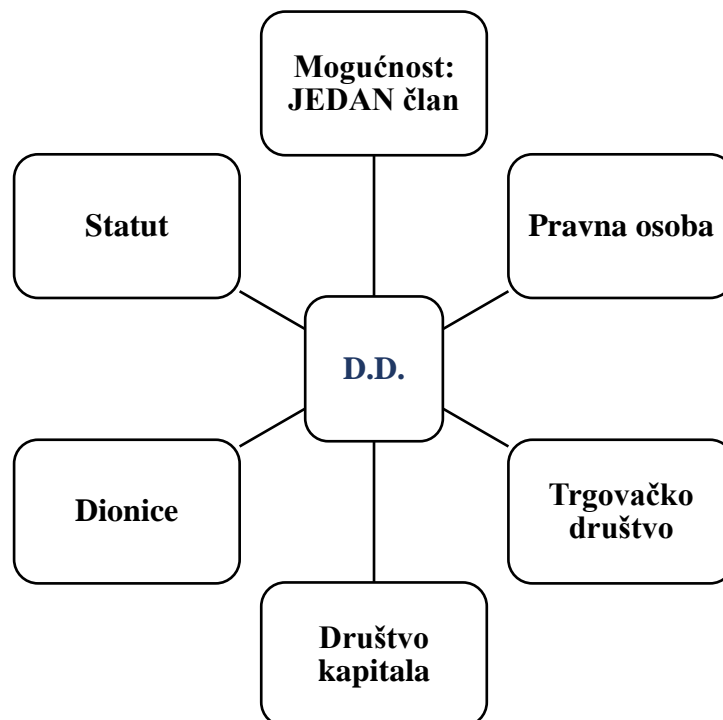 Mogućnost:
JEDAN član
Statut
Pravna osoba
D.D.
Dionice
Trgovačko
društvo
Društvo
kapitala